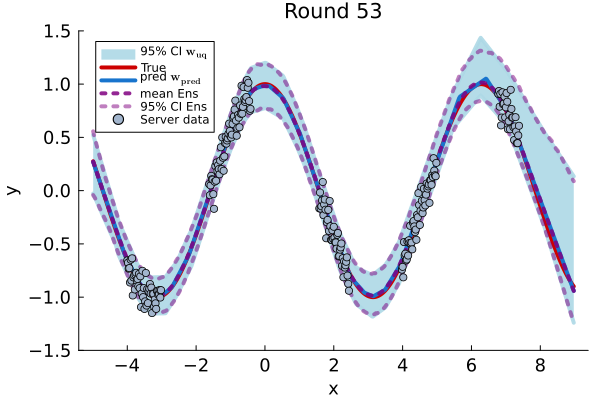 Round 53
95% CI w_uq
True
pred w_pred
mean Ens
95% CI Ens
Server data
y
1.5
1.0
0.5
0.0
−0.5
−1.0
−1.5
−4 −2 0 2 4 6 8
x